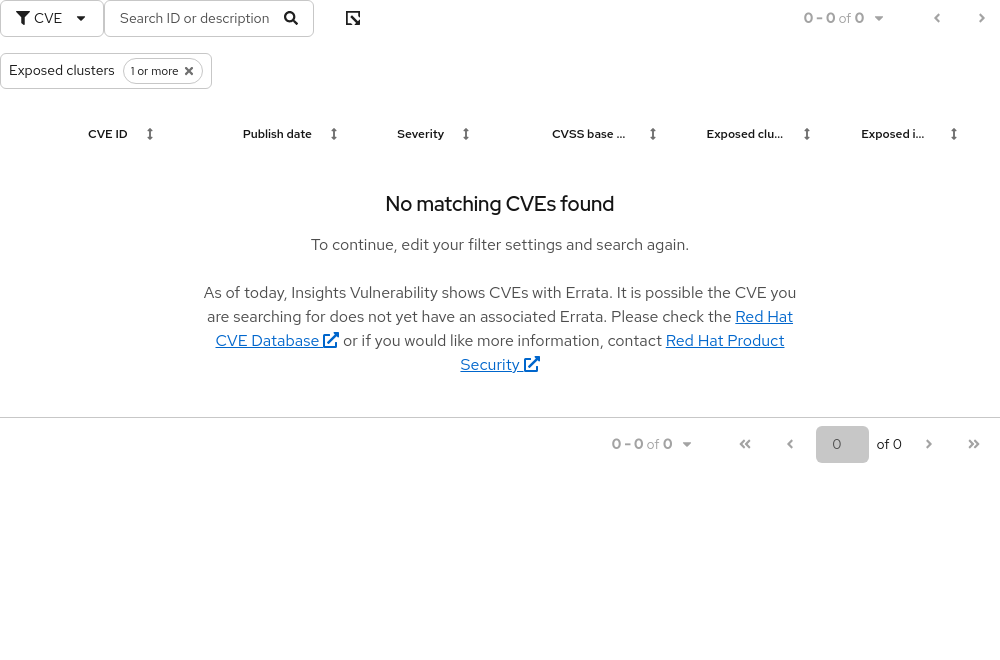 CVE
Search ID or description
0 - 0 of 0
Exposed clusters
1 or more
CVE ID
Publish date
Severity
CVSS base ...
Exposed clu...
Exposed i...
No matching CVEs found
To continue, edit your filter settings and search again.
As of today, Insights Vulnerability shows CVEs with Errata. It is possible the CVE you
are searching for does not yet have an associated Errata. Please check the Red Hat
CVE Database or if you would like more information, contact Red Hat Product
Security
0 - 0 of 0
0
of 0